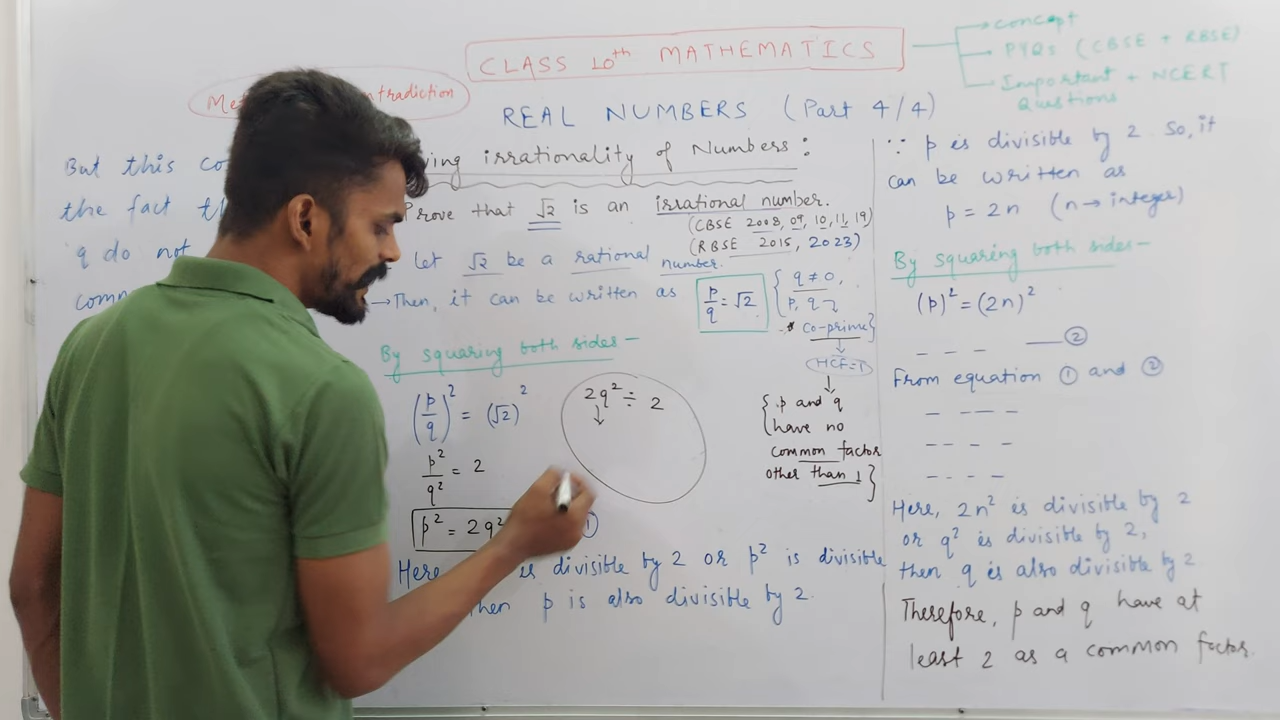 CLASS 10th MATHEMATICS
concept
PYQs (CBSE + RBSE)
Important + NCERT
Questions
REAL NUMBERS (Part 4/4)
ntradiction
But this co
the fact th
q do not
comm
ving irrationality of Numbers:
Prove that √2 is an irrational number.
(CBSE 2008, 09, 10, 11, 19)
(RBSE 2015, 2023)
Let √2 be a rational number.
→Then, it can be written as p/q = √2 { q ≠ 0,
p, q →
* Co-prime}
↓
HCF=1
↓
{ p and q
have no
common factor
other than 1 }
By squaring both sides –
(p/q)² = (√2)²
p²/q² = 2
p² = 2q² ①
2q² ÷ 2
↓
Here is divisible by 2 or p² is divisible
then p is also divisible by 2.
∵ p is divisible by 2. So, it
can be written as
p = 2n (n→integer)
By squaring both sides –
(p)² = (2n)²
_ _ _ —②
From equation ① and ②
– – – –
– – – –
– – – –
Here, 2n² is divisible by 2
or q² is divisible by 2,
then q is also divisible by 2
Therefore, p and q have at
least 2 as a common factor.